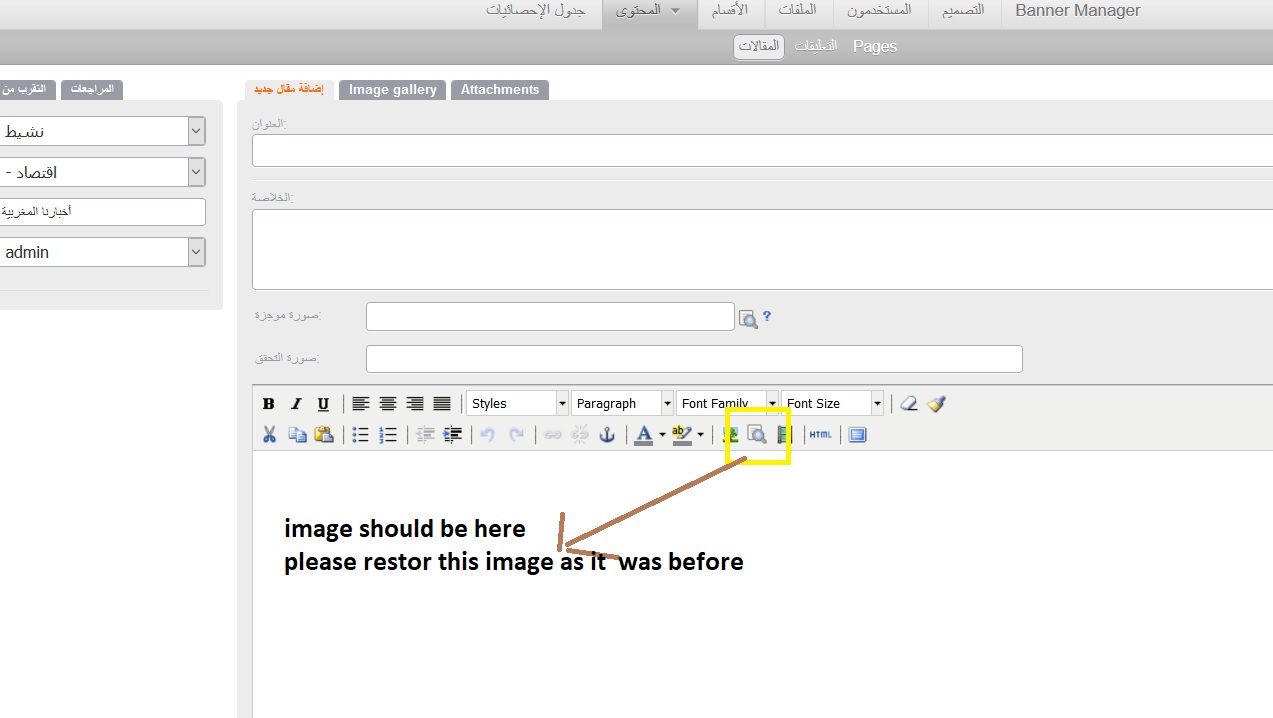 جدول الإحصائيات المحتوى الأقسام الملفات المستخدمون التصميم Banner Manager
المقالات التعليقات Pages
التقرب من المراجعات إضافة مقال جديد Image gallery Attachments
العنوان:
نشيط
اقتصاد -
الخلاصة:
أخبارنا المغربية
admin
صورة موجزة: ?
صورة التحقق:
B I U Styles Paragraph Font Family Font Size
A ab HTML
image should be here
please restor this image as it was before